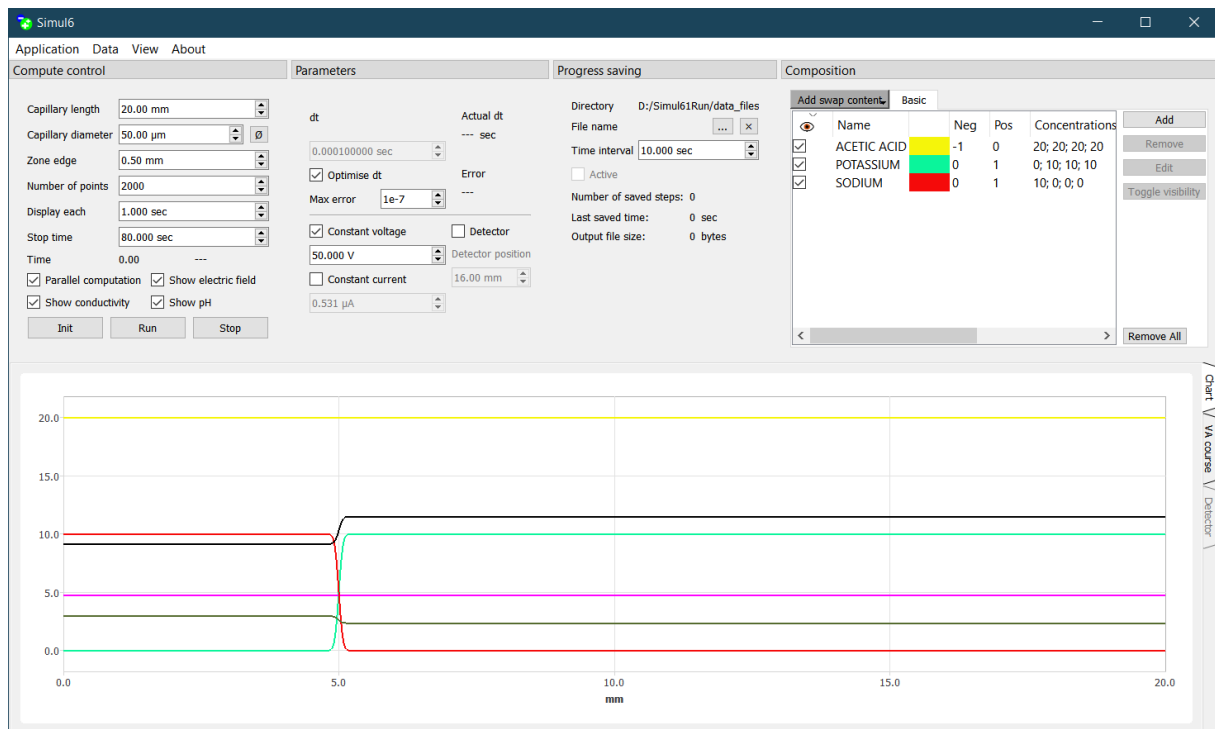 Simul6
Application Data View About
Compute control
Capillary length 20.00 mm
Capillary diameter 50.00 µm ø
Zone edge 0.50 mm
Number of points 2000
Display each 1.000 sec
Stop time 80.000 sec
Time 0.00 ---
Parallel computation Show electric field
Show conductivity Show pH
Init Run Stop
Parameters
dt Actual dt
--- sec
0.000100000 sec
Optimise dt Error
Max error 1e-7 ---
Constant voltage Detector
50.000 V Detector position
Constant current 16.00 mm
0.531 µA
Progress saving
Directory D:/Simul61Run/data_files
File name ... ×
Time interval 10.000 sec
Active
Number of saved steps: 0
Last saved time: 0 sec
Output file size: 0 bytes
Composition
Add swap content Basic
Name Neg Pos Concentrations
ACETIC ACID -1 0 20; 20; 20; 20
POTASSIUM 0 1 0; 10; 10; 10
SODIUM 0 1 10; 0; 0; 0
Add
Remove
Edit
Toggle visibility
Remove All
20.0
15.0
10.0
5.0
0.0
0.0 5.0 10.0 15.0 20.0
mm
Chart
VA course
Detector